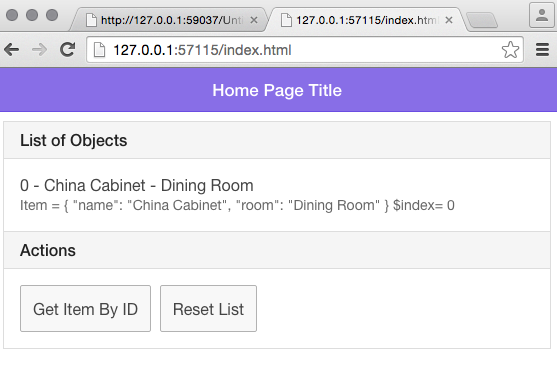 http://127.0.0.1:59037/Unti
127.0.0.1:57115/index.htm
127.0.0.1:57115/index.html
Home Page Title
List of Objects
0 - China Cabinet - Dining Room
Item = { "name": "China Cabinet", "room": "Dining Room" } $index= 0
Actions
Get Item By ID
Reset List